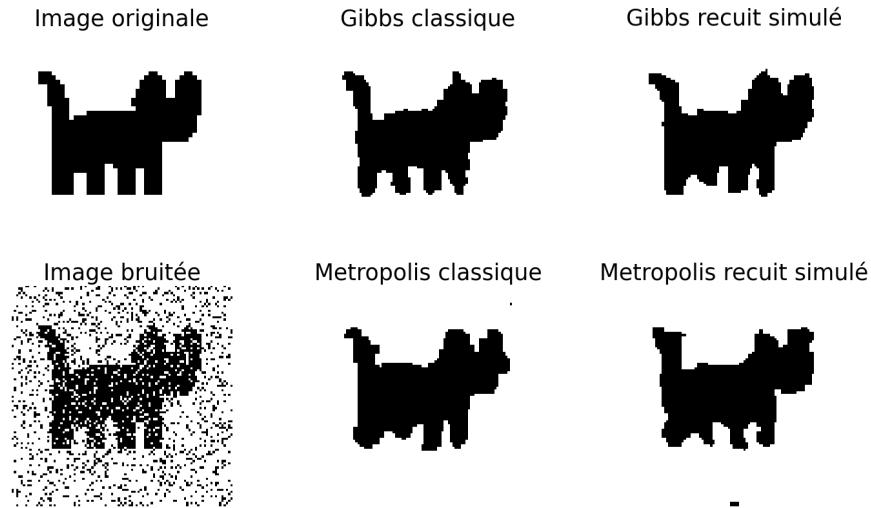 Image originale
Gibbs classique
Gibbs recuit simulé
Image bruitée
Metropolis classique
Metropolis recuit simulé